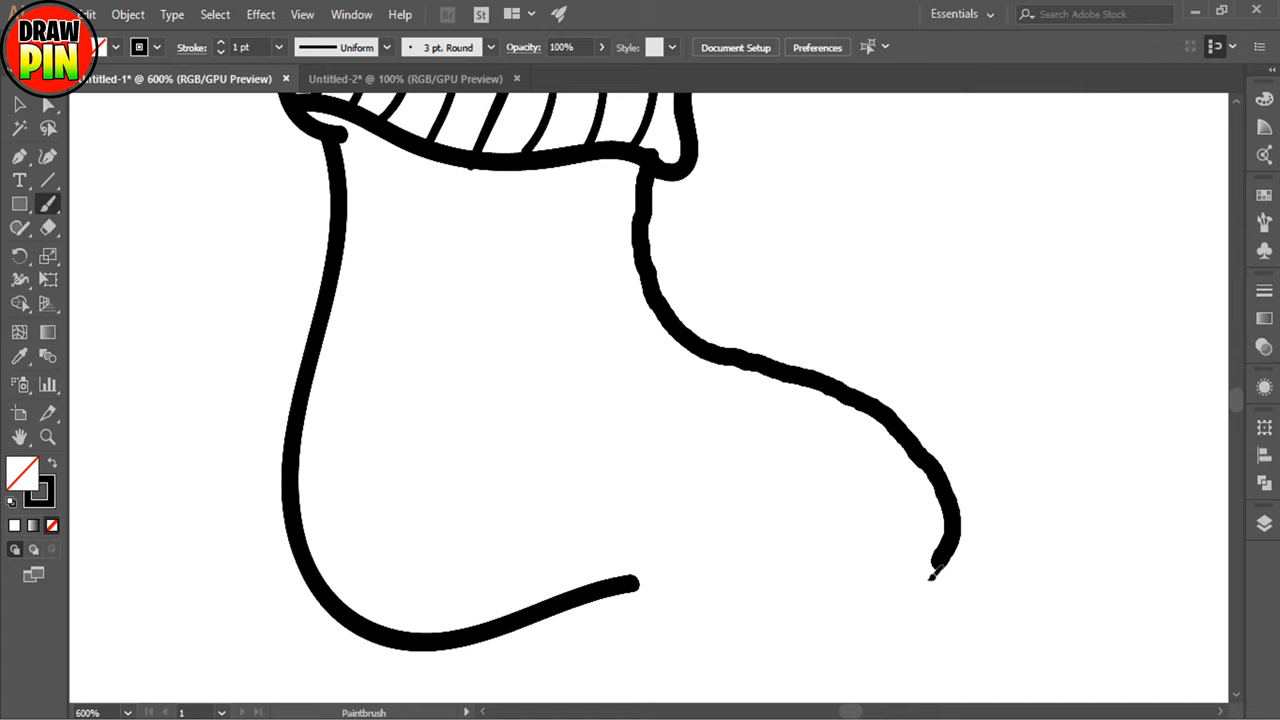 DRAW
PIN
Edit Object Type Select Effect View Window Help Br St Essentials Search Adobe Stock
Stroke: 1 pt Uniform 3 pt. Round Opacity: 100% Style: Document Setup Preferences
Untitled-1* @ 600% (RGB/GPU Preview) × Untitled-2* @ 100% (RGB/GPU Preview) ×
T
600% 1 Paintbrush